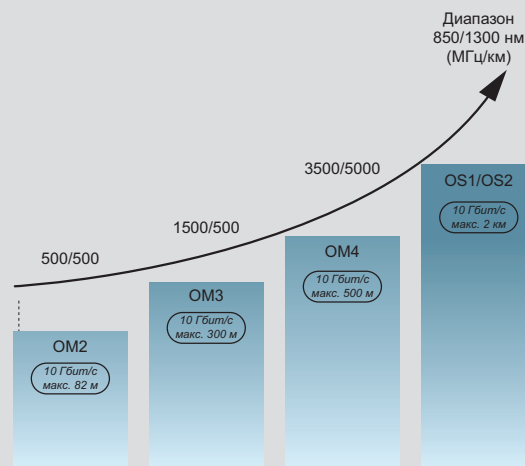 Диапазон
850/1300 нм
(МГц/км)
3500/5000
OS1/OS2
10 Гбит/с
макс. 2 км
1500/500
500/500
OM4
10 Гбит/с
макс. 500 м
OM3
10 Гбит/с
макс. 300 м
OM2
10 Гбит/с
макс. 82 м